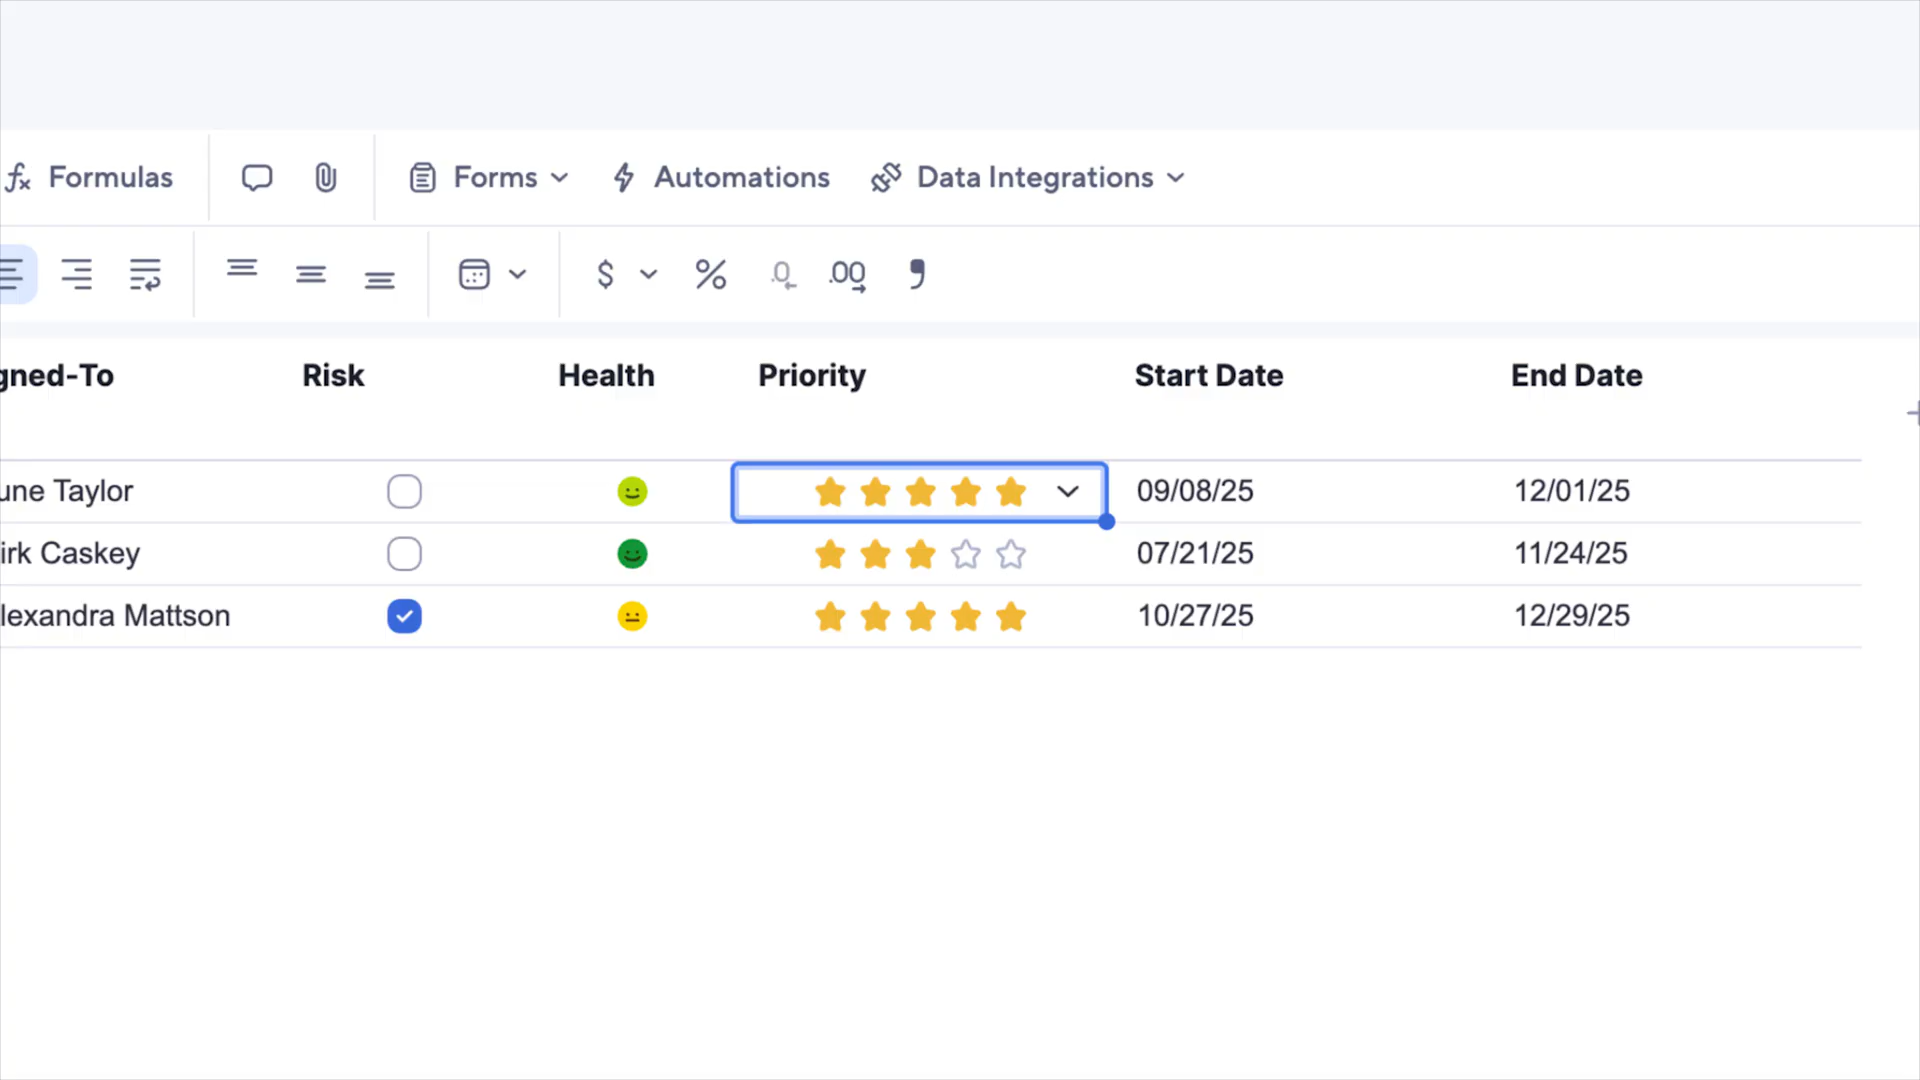 Formulas Forms Automations Data Integrations
$ % .0 .00 ,
gned-To Risk Health Priority Start Date End Date
une Taylor 09/08/25 12/01/25
irk Caskey 07/21/25 11/24/25
lexandra Mattson 10/27/25 12/29/25